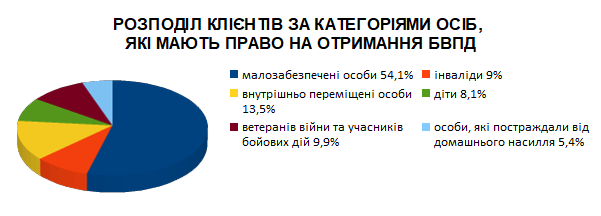 РОЗПОДІЛ КЛІЄНТІВ ЗА КАТЕГОРІЯМИ ОСІБ,
ЯКІ МАЮТЬ ПРАВО НА ОТРИМАННЯ БВПД
малозабезпечені особи 54,1%
інваліди 9%
внутрішньо переміщені особи
13,5%
діти 8,1%
ветеранів війни та учасників
бойових дій 9,9%
особи, які постраждали від
домашнього насилля 5,4%